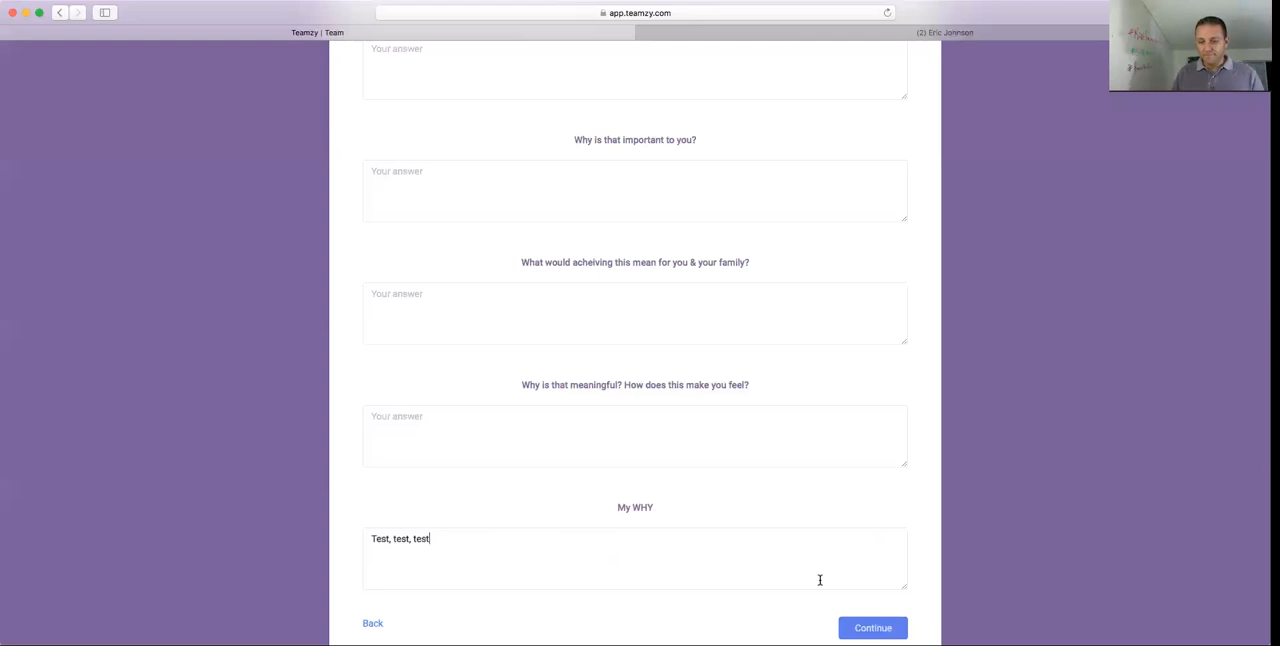 app.teamzy.com
Teamzy | Team
(2) Eric Johnson
Your answer
Why is that important to you?
Your answer
What would acheiving this mean for you & your family?
Your answer
Why is that meaningful? How does this make you feel?
Your answer
My WHY
Test, test, test
Back
Continue